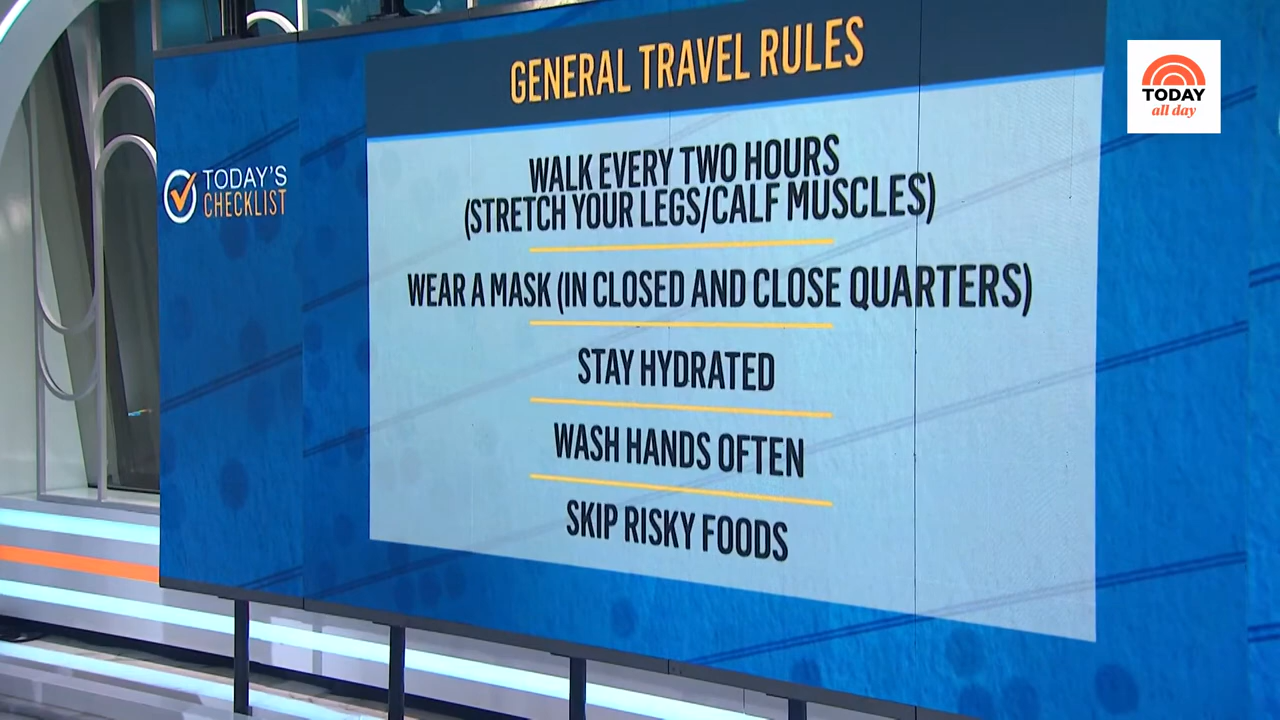 GENERAL TRAVEL RULES
TODAY
all day
TODAY'S
CHECKLIST
WALK EVERY TWO HOURS
(STRETCH YOUR LEGS/CALF MUSCLES)
WEAR A MASK (IN CLOSED AND CLOSE QUARTERS)
STAY HYDRATED
WASH HANDS OFTEN
SKIP RISKY FOODS